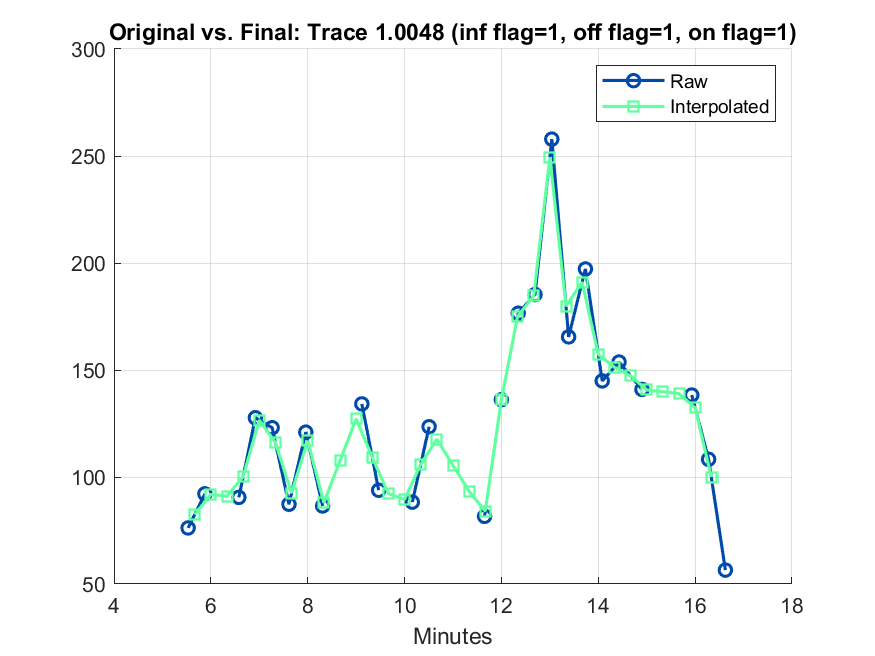 Original vs. Final: Trace 1.0048 (inf flag=1, off flag=1, on flag=1)
300
250
200
150
100
50
Raw
Interpolated
4 6 8 10 12 14 16 18
Minutes